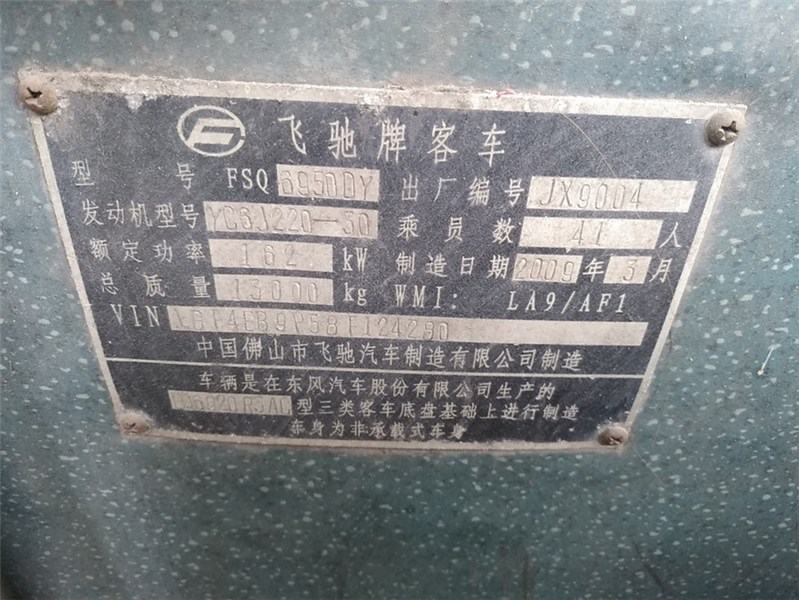 飞驰牌客车
型号 FSQ 6950DY 出厂编号 JX9004
发动机型号 YC6J220-30 乘员数 41 人
额定功率 162 kW 制造日期 2009 年 3 月
总质量 13000 kg WMI: LA9/AF1
VIN
中国佛山市飞驰汽车制造有限公司制造
车辆是在东风汽车股份有限公司生产的
型三类客车底盘基础上进行制造
车身为非承载式车身